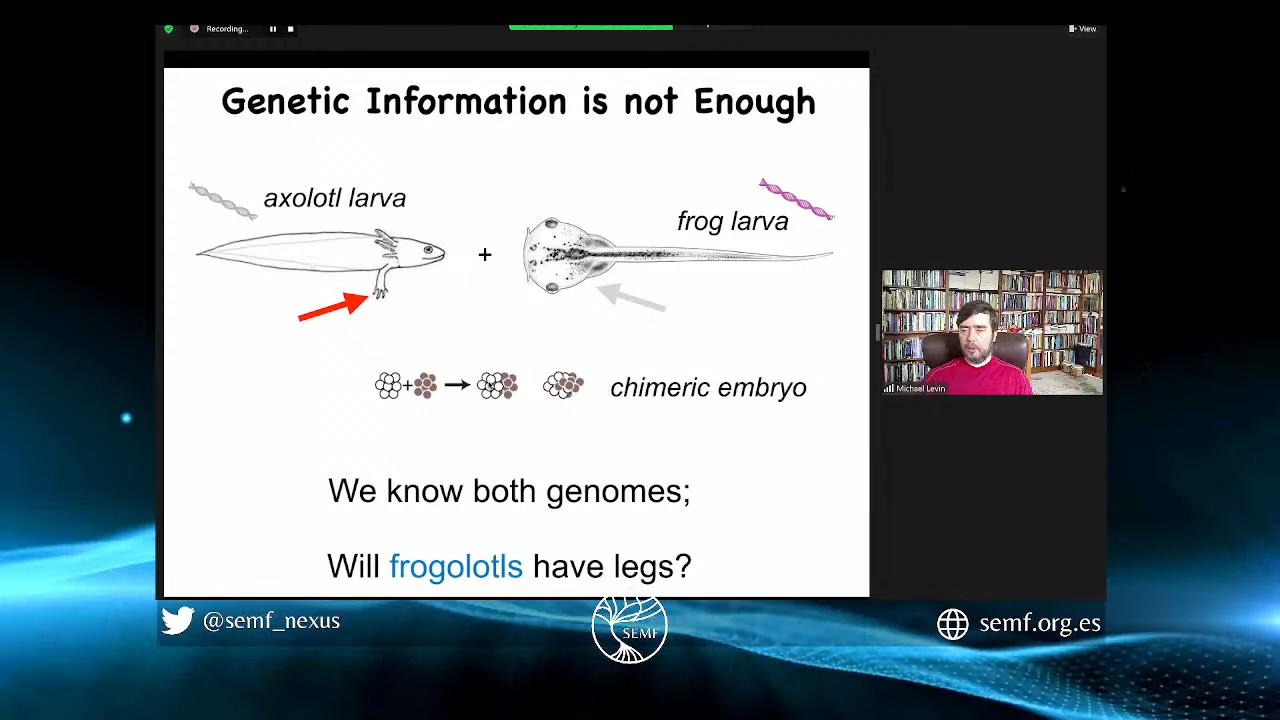 Recording...
View
Genetic Information is not Enough
axolotl larva
frog larva
+
+
chimeric embryo
Michael Levin
We know both genomes;
Will frogolotls have legs?
@semf_nexus
SEMF
semf.org.es